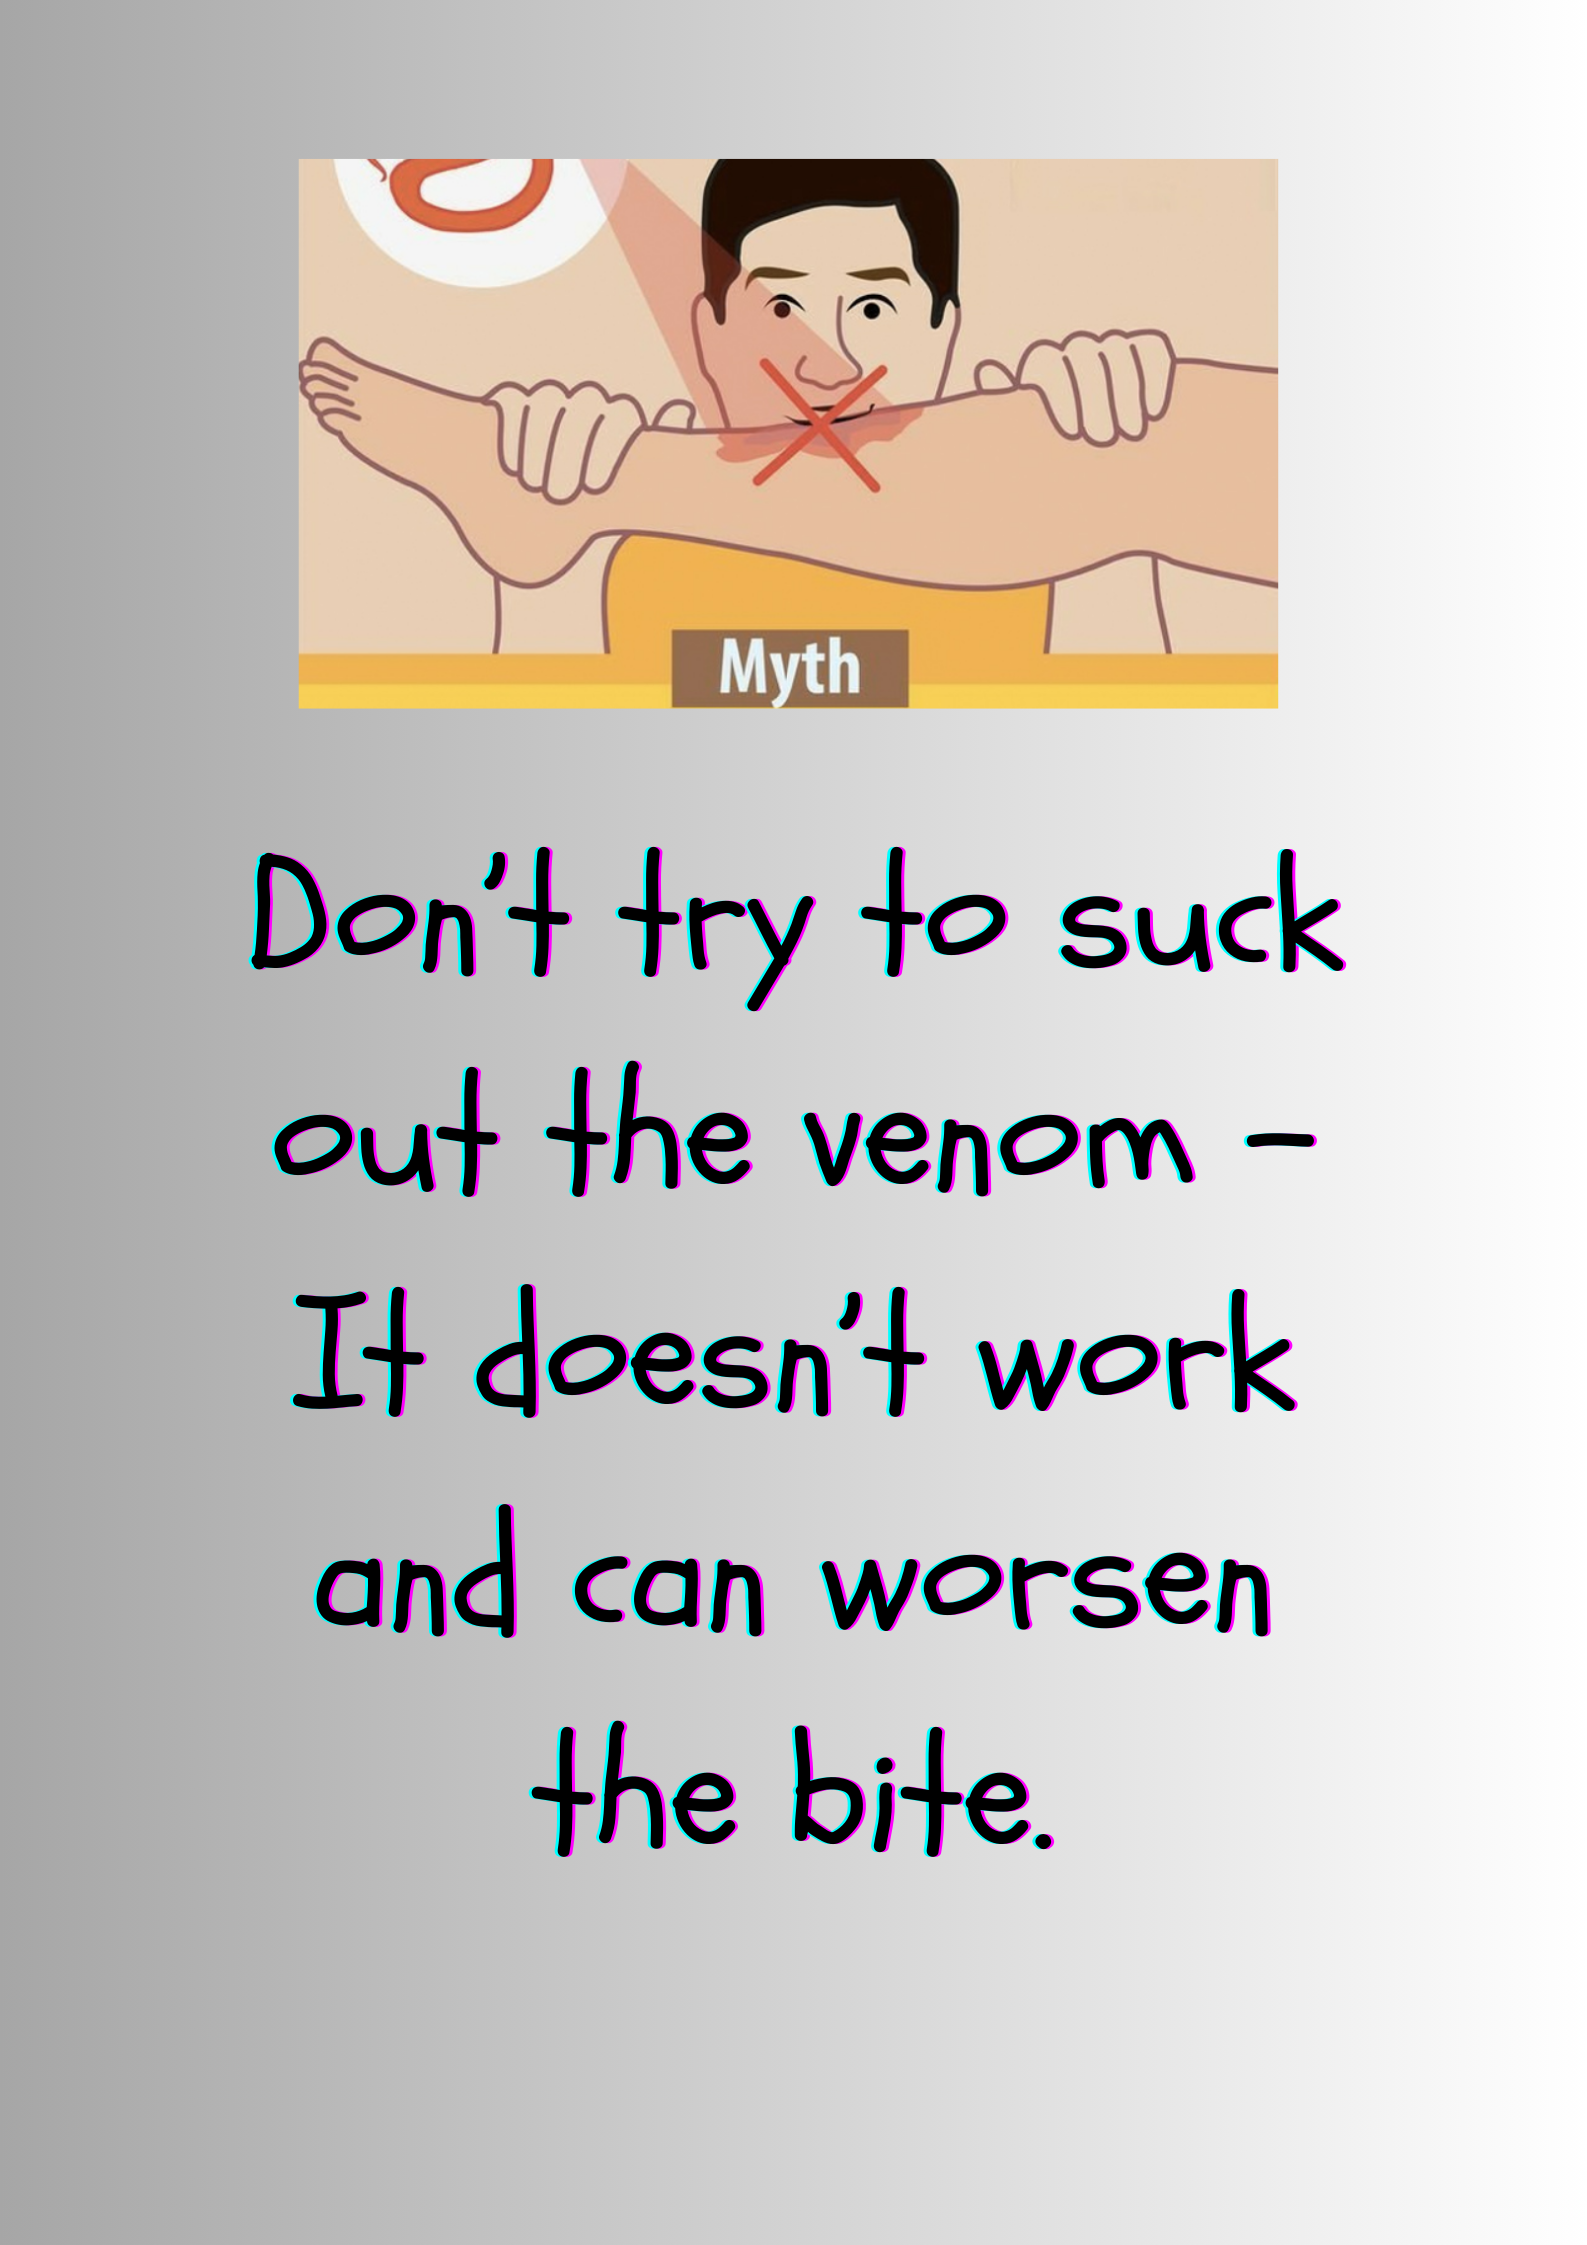 Myth
Don't try to suck
out the venom -
It doesn't work
and can worsen
the bite.